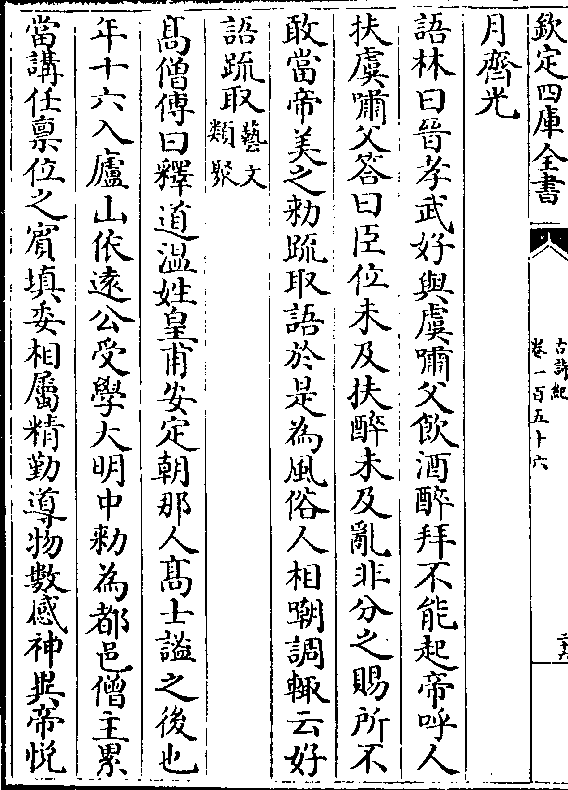 欽定四庫全書
古詩紀
卷一百五十六
月齊光
語林曰晉孝武好與虞嘯父飲酒醉拜不能起帝呼人
扶虞嘯父答曰臣位未及扶醉未及亂非分之賜所不
敢當帝美之勑䟽取語於是為風俗人相嘲調輙云好
語䟽取藝文類聚
髙僧傳曰釋道温姓皇甫安定朝那人髙士謐之後也
年十六入廬山依逺公受學大明中勑為都邑僧主累
當講任禀位之賔填委相屬精勤導物數感神異帝悦